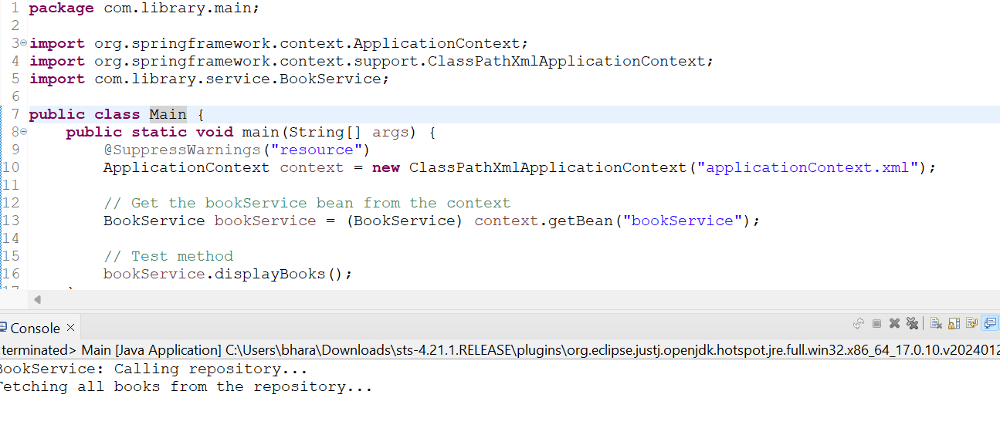 1 package com.library.main;
2
3 import org.springframework.context.ApplicationContext;
4 import org.springframework.context.support.ClassPathXmlApplicationContext;
5 import com.library.service.BookService;
6
7 public class Main {
8 public static void main(String[] args) {
9 @SuppressWarnings("resource")
10 ApplicationContext context = new ClassPathXmlApplicationContext("applicationContext.xml");
11
12 // Get the bookService bean from the context
13 BookService bookService = (BookService) context.getBean("bookService");
14
15 // Test method
16 bookService.displayBooks();
Console ×
terminated> Main [Java Application] C:\Users\bhara\Downloads\sts-4.21.1.RELEASE\plugins\org.eclipse.justj.openjdk.hotspot.jre.full.win32.x86_64_17.0.10.v2024012
BookService: Calling repository...
Fetching all books from the repository...